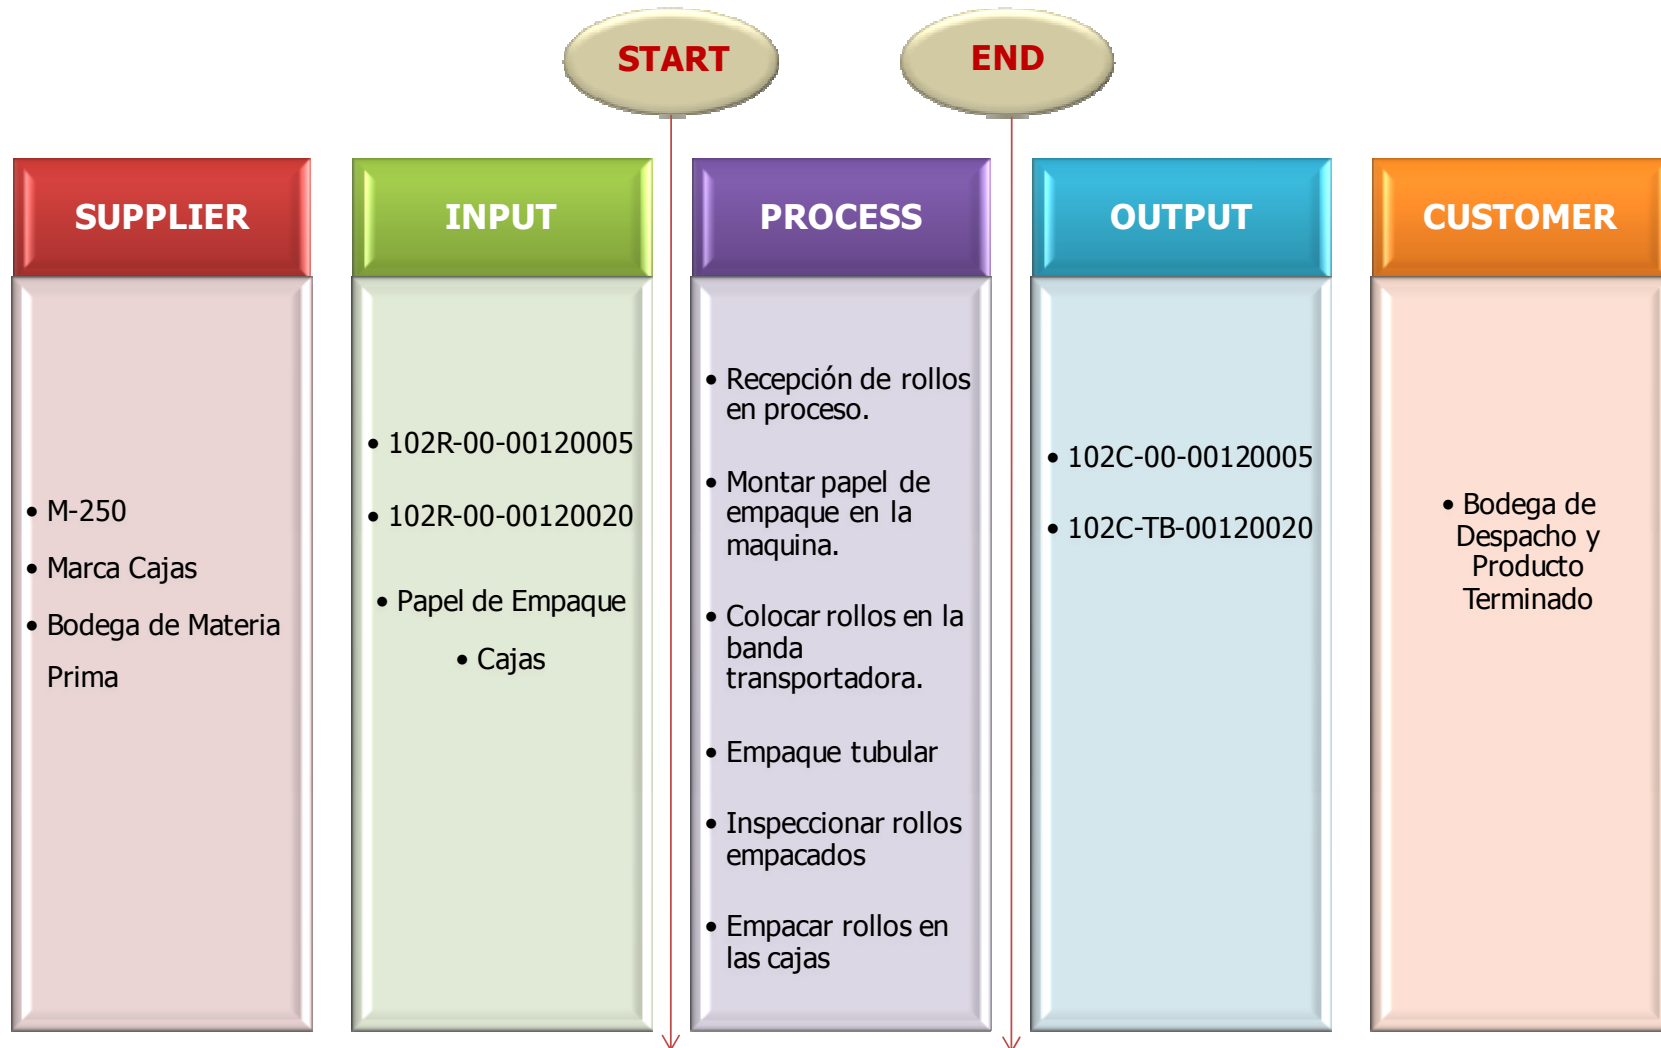 START
END
SUPPLIER
INPUT
PROCESS
OUTPUT
CUSTOMER
• M-250
• Marca Cajas
• Bodega de Materia
Prima
• 102R-00-00120005
• 102R-00-00120020
• Papel de Empaque
• Cajas
• Recepción de rollos
en proceso.
• Montar papel de
empaque en la
maquina.
• Colocar rollos en la
banda
transportadora.
• Empaque tubular
• Inspeccionar rollos
empacados
• Empacar rollos en
las cajas
• 102C-00-00120005
• 102C-TB-00120020
• Bodega de
Despacho y
Producto
Terminado